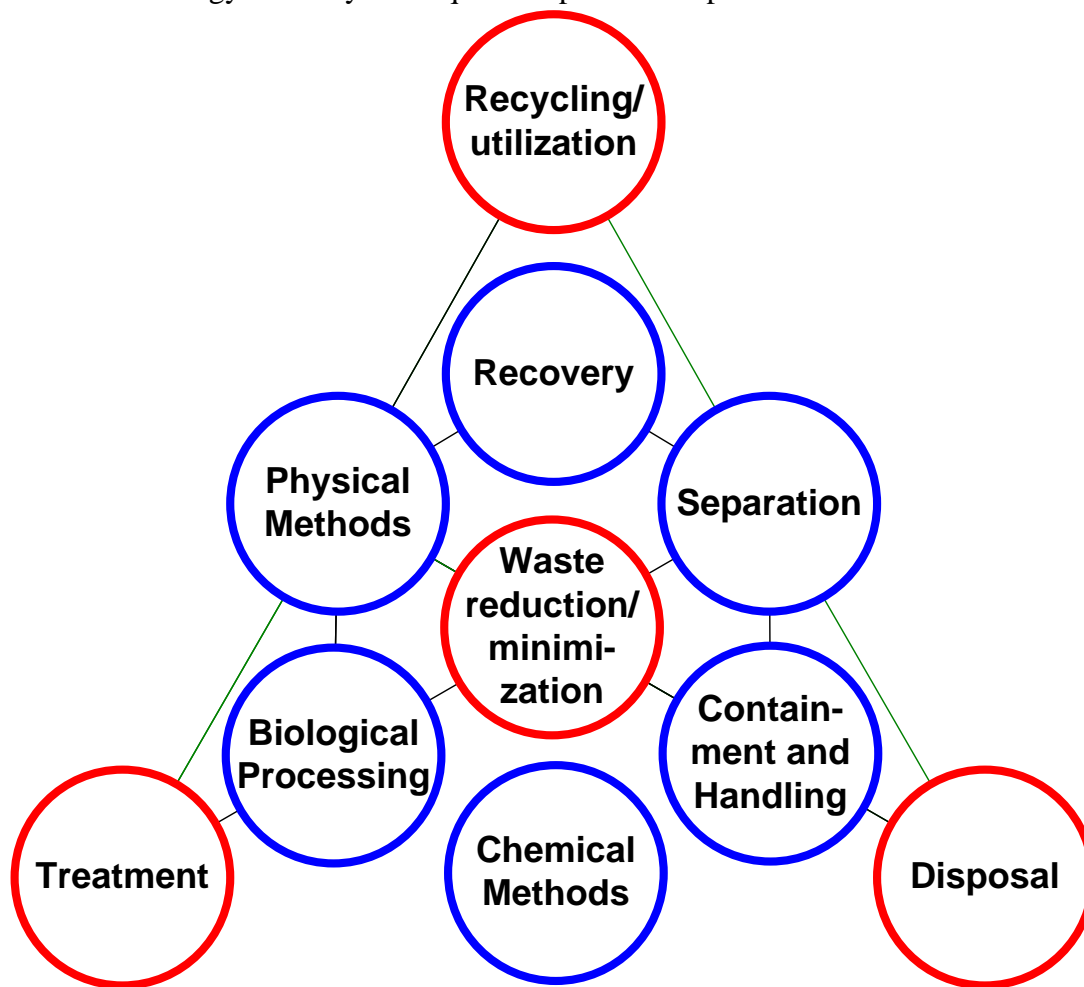 Recycling/
utilization
Recovery
Physical
Methods
Separation
Waste
reduction/
minimi-
zation
Biological
Processing
Contain-
ment and
Handling
Treatment
Chemical
Methods
Disposal